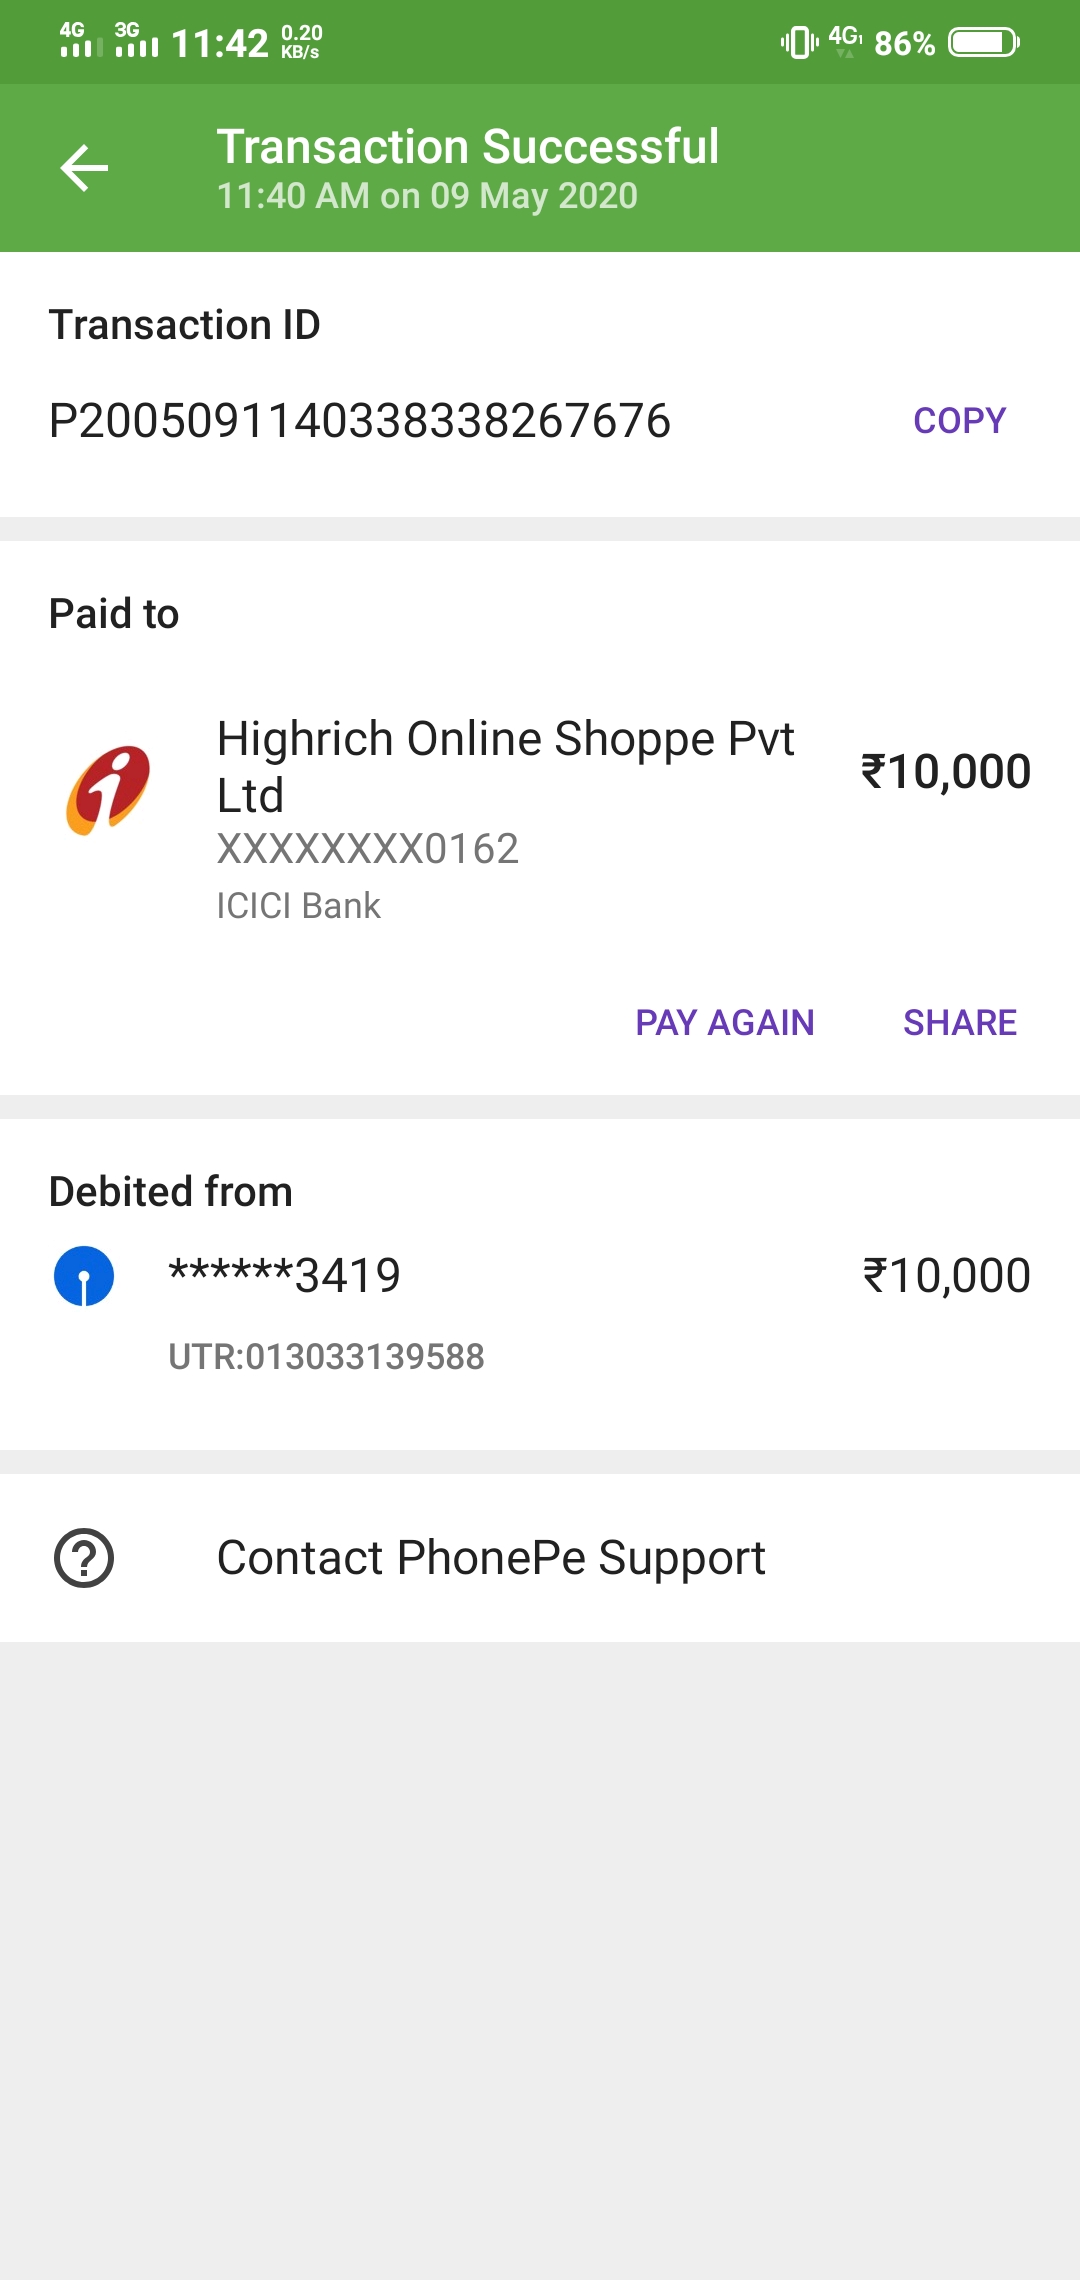 4G 3G 11:42 0.20 KB/s 4G1 86%
Transaction Successful
11:40 AM on 09 May 2020
Transaction ID
P2005091140338338267676 COPY
Paid to
Highrich Online Shoppe Pvt
Ltd
₹10,000
XXXXXXXX0162
ICICI Bank
PAY AGAIN SHARE
Debited from
******3419 ₹10,000
UTR:013033139588
Contact PhonePe Support